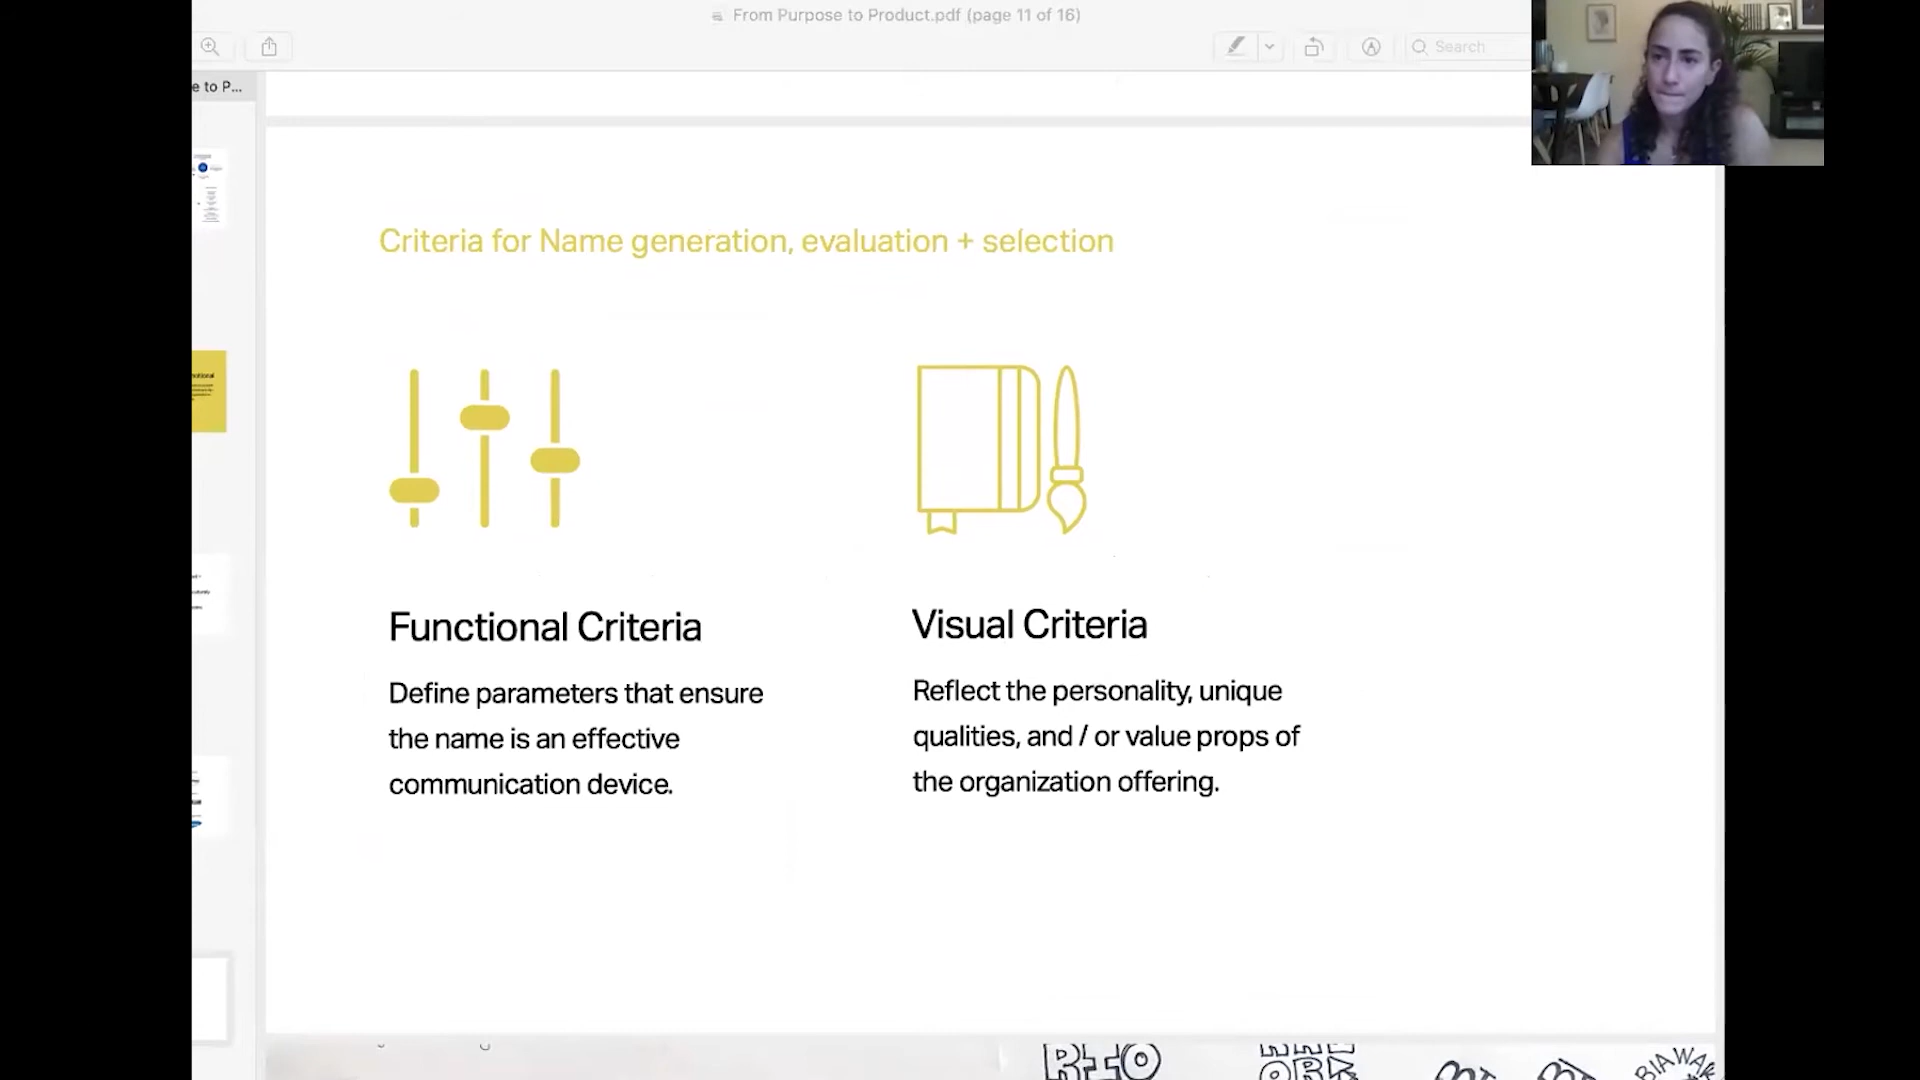 From Purpose to Product.pdf (page 11 of 16)
Search
e to P...
Criteria for Name generation, evaluation + selection
Functional Criteria
Define parameters that ensure
the name is an effective
communication device.
Visual Criteria
Reflect the personality, unique
qualities, and / or value props of
the organization offering.